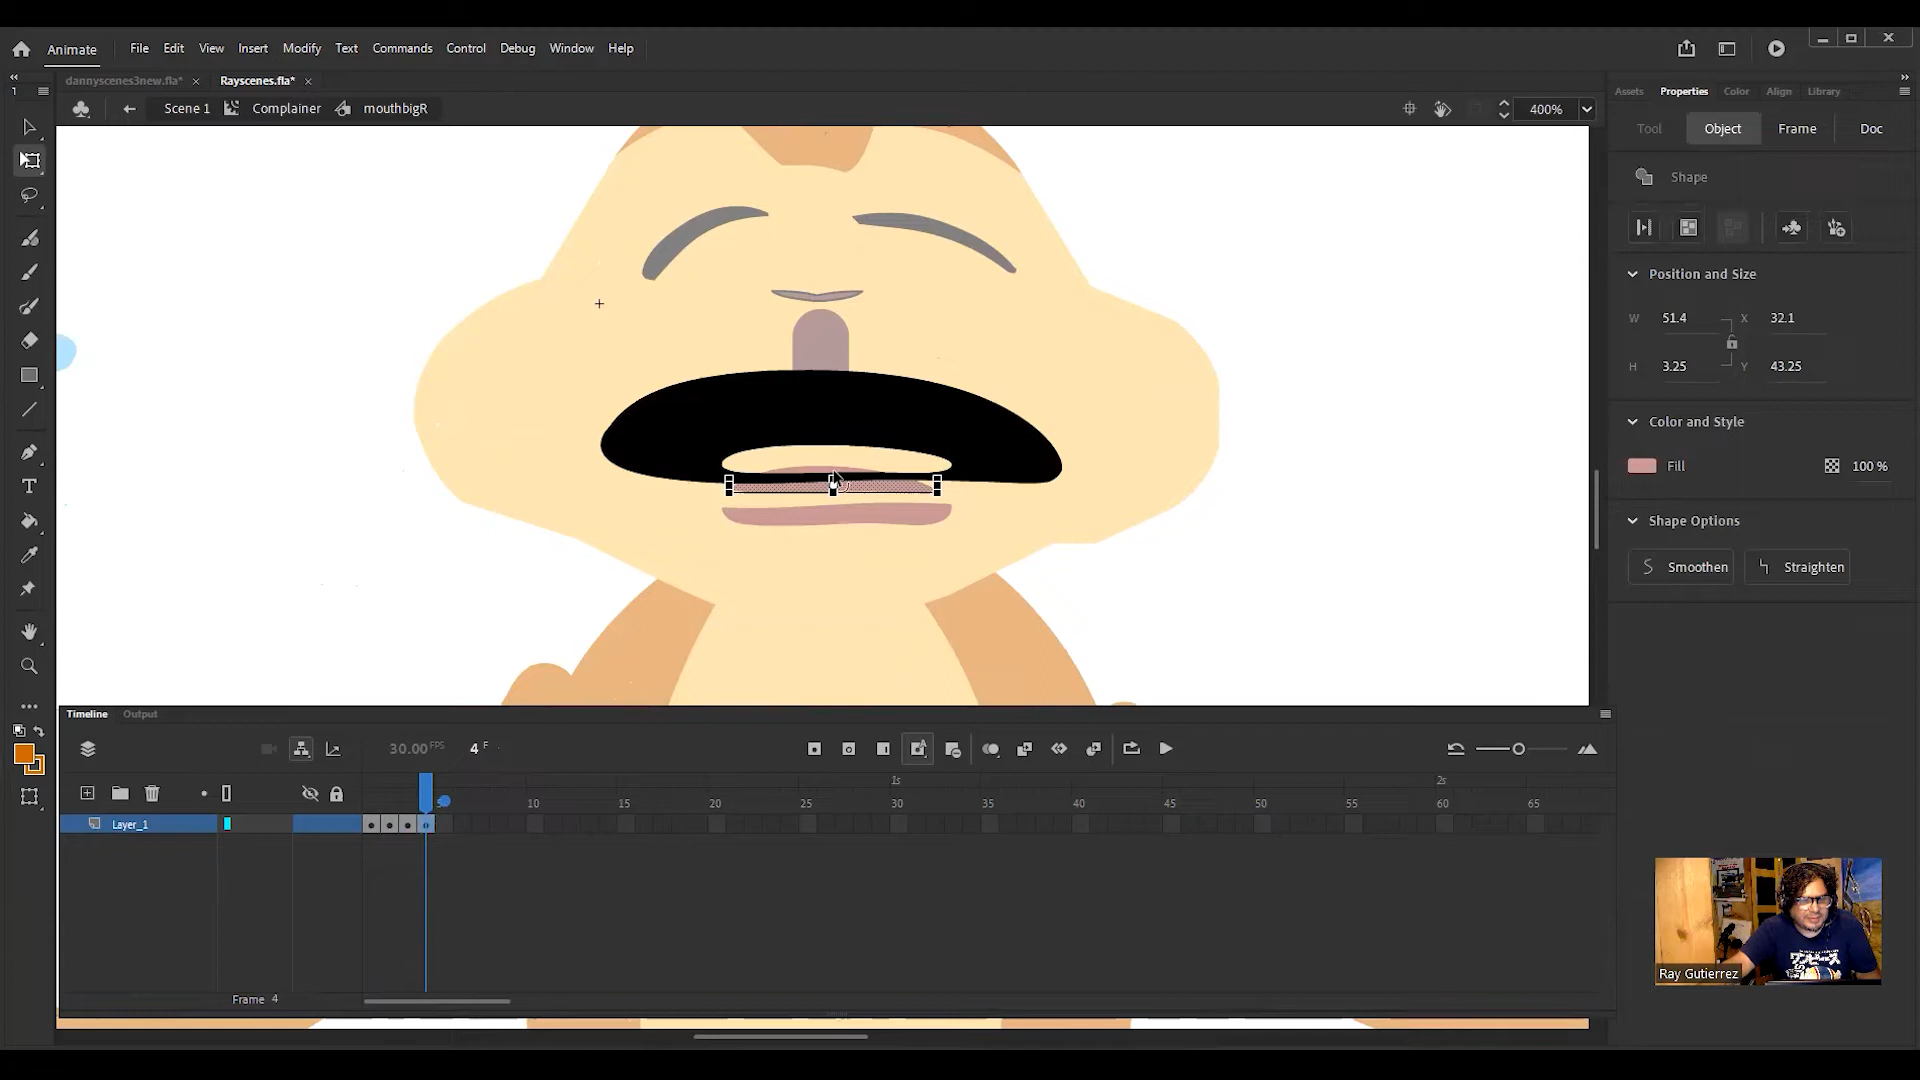 Animate File Edit View Insert Modify Text Commands Control Debug Window Help
dannyscenes3new.fla* × Rayscenes.fla* ×
1
Scene 1 Complainer mouthbigR 400%
Assets Properties Color Align Library
Tool Object Frame Doc
Shape
Position and Size
W 51.4 X 32.1
H 3.25 Y 43.25
Color and Style
Fill 100 %
Shape Options
Smoothen Straighten
Timeline Output
30.00 FPS 4 F
1s 2s
5 10 15 20 25 30 35 40 45 50 55 60 65
Layer_1
Frame 4
Ray Gutierrez